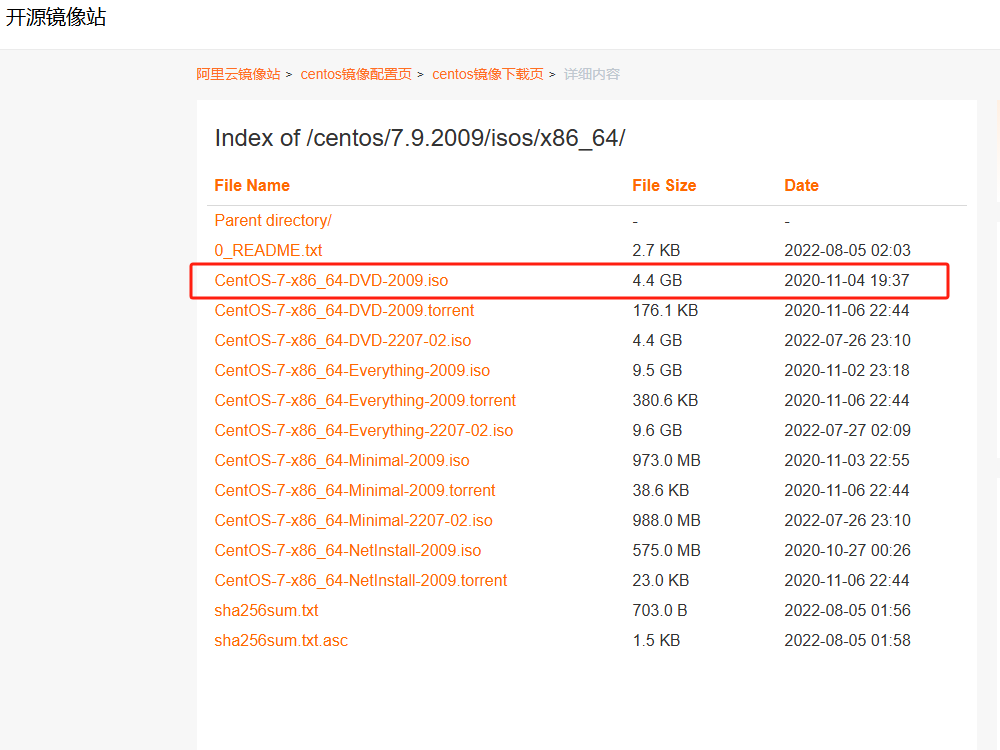 开源镜像站
阿里云镜像站 > centos镜像配置页 > centos镜像下载页 > 详细内容
Index of /centos/7.9.2009/isos/x86_64/
File Name File Size Date
Parent directory/ - -
0_README.txt 2.7 KB 2022-08-05 02:03
CentOS-7-x86_64-DVD-2009.iso 4.4 GB 2020-11-04 19:37
CentOS-7-x86_64-DVD-2009.torrent 176.1 KB 2020-11-06 22:44
CentOS-7-x86_64-DVD-2207-02.iso 4.4 GB 2022-07-26 23:10
CentOS-7-x86_64-Everything-2009.iso 9.5 GB 2020-11-02 23:18
CentOS-7-x86_64-Everything-2009.torrent 380.6 KB 2020-11-06 22:44
CentOS-7-x86_64-Everything-2207-02.iso 9.6 GB 2022-07-27 02:09
CentOS-7-x86_64-Minimal-2009.iso 973.0 MB 2020-11-03 22:55
CentOS-7-x86_64-Minimal-2009.torrent 38.6 KB 2020-11-06 22:44
CentOS-7-x86_64-Minimal-2207-02.iso 988.0 MB 2022-07-26 23:10
CentOS-7-x86_64-NetInstall-2009.iso 575.0 MB 2020-10-27 00:26
CentOS-7-x86_64-NetInstall-2009.torrent 23.0 KB 2020-11-06 22:44
sha256sum.txt 703.0 B 2022-08-05 01:56
sha256sum.txt.asc 1.5 KB 2022-08-05 01:58